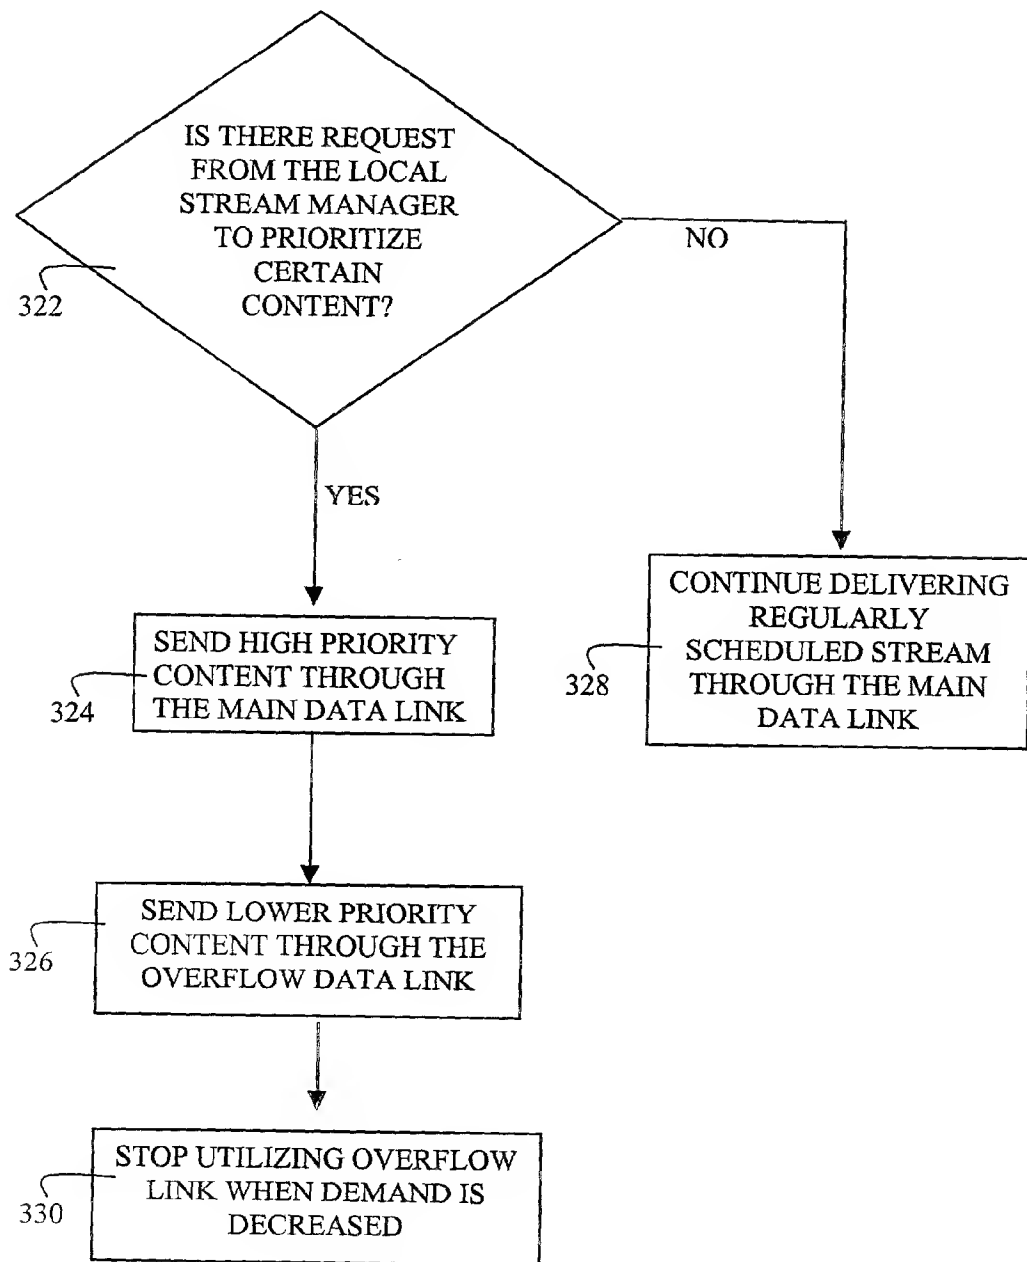 IS THERE REQUEST
FROM THE LOCAL
STREAM MANAGER
TO PRIORITIZE
CERTAIN
CONTENT?
322
NO
YES
SEND HIGH PRIORITY
CONTENT THROUGH
THE MAIN DATA LINK
324
CONTINUE DELIVERING
REGULARLY
SCHEDULED STREAM
THROUGH THE MAIN
DATA LINK
328
SEND LOWER PRIORITY
CONTENT THROUGH THE
OVERFLOW DATA LINK
326
STOP UTILIZING OVERFLOW
LINK WHEN DEMAND IS
DECREASED
330